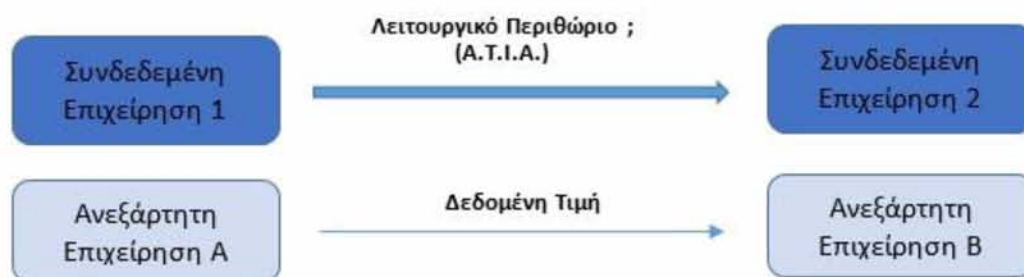 Λειτουργικό Περιθώριο ;
(Α.Τ.Ι.Α.)
Συνδεδεμένη
Επιχείρηση 1
Συνδεδεμένη
Επιχείρηση 2
Ανεξάρτητη
Επιχείρηση Α
Δεδομένη Τιμή
Ανεξάρτητη
Επιχείρηση Β